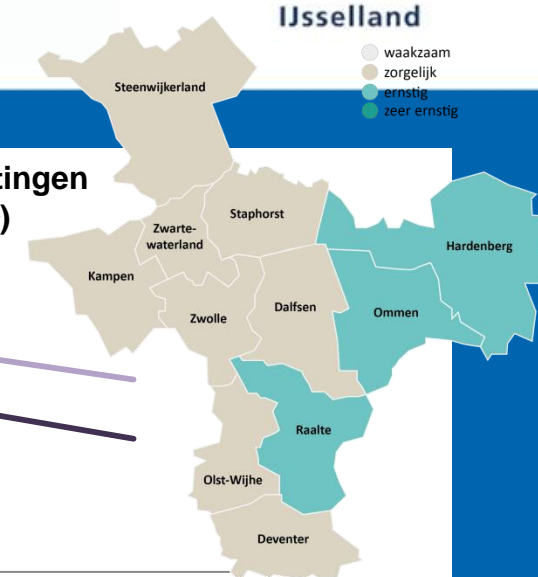 IJsselland
waakzaam
zorgelijk
ernstig
zeer ernstig
tingen
)
Steenwijkerland
Staphorst
Zwarte-
waterland
Hardenberg
Kampen
Dalfsen
Ommen
Zwolle
Raalte
Olst-Wijhe
Deventer